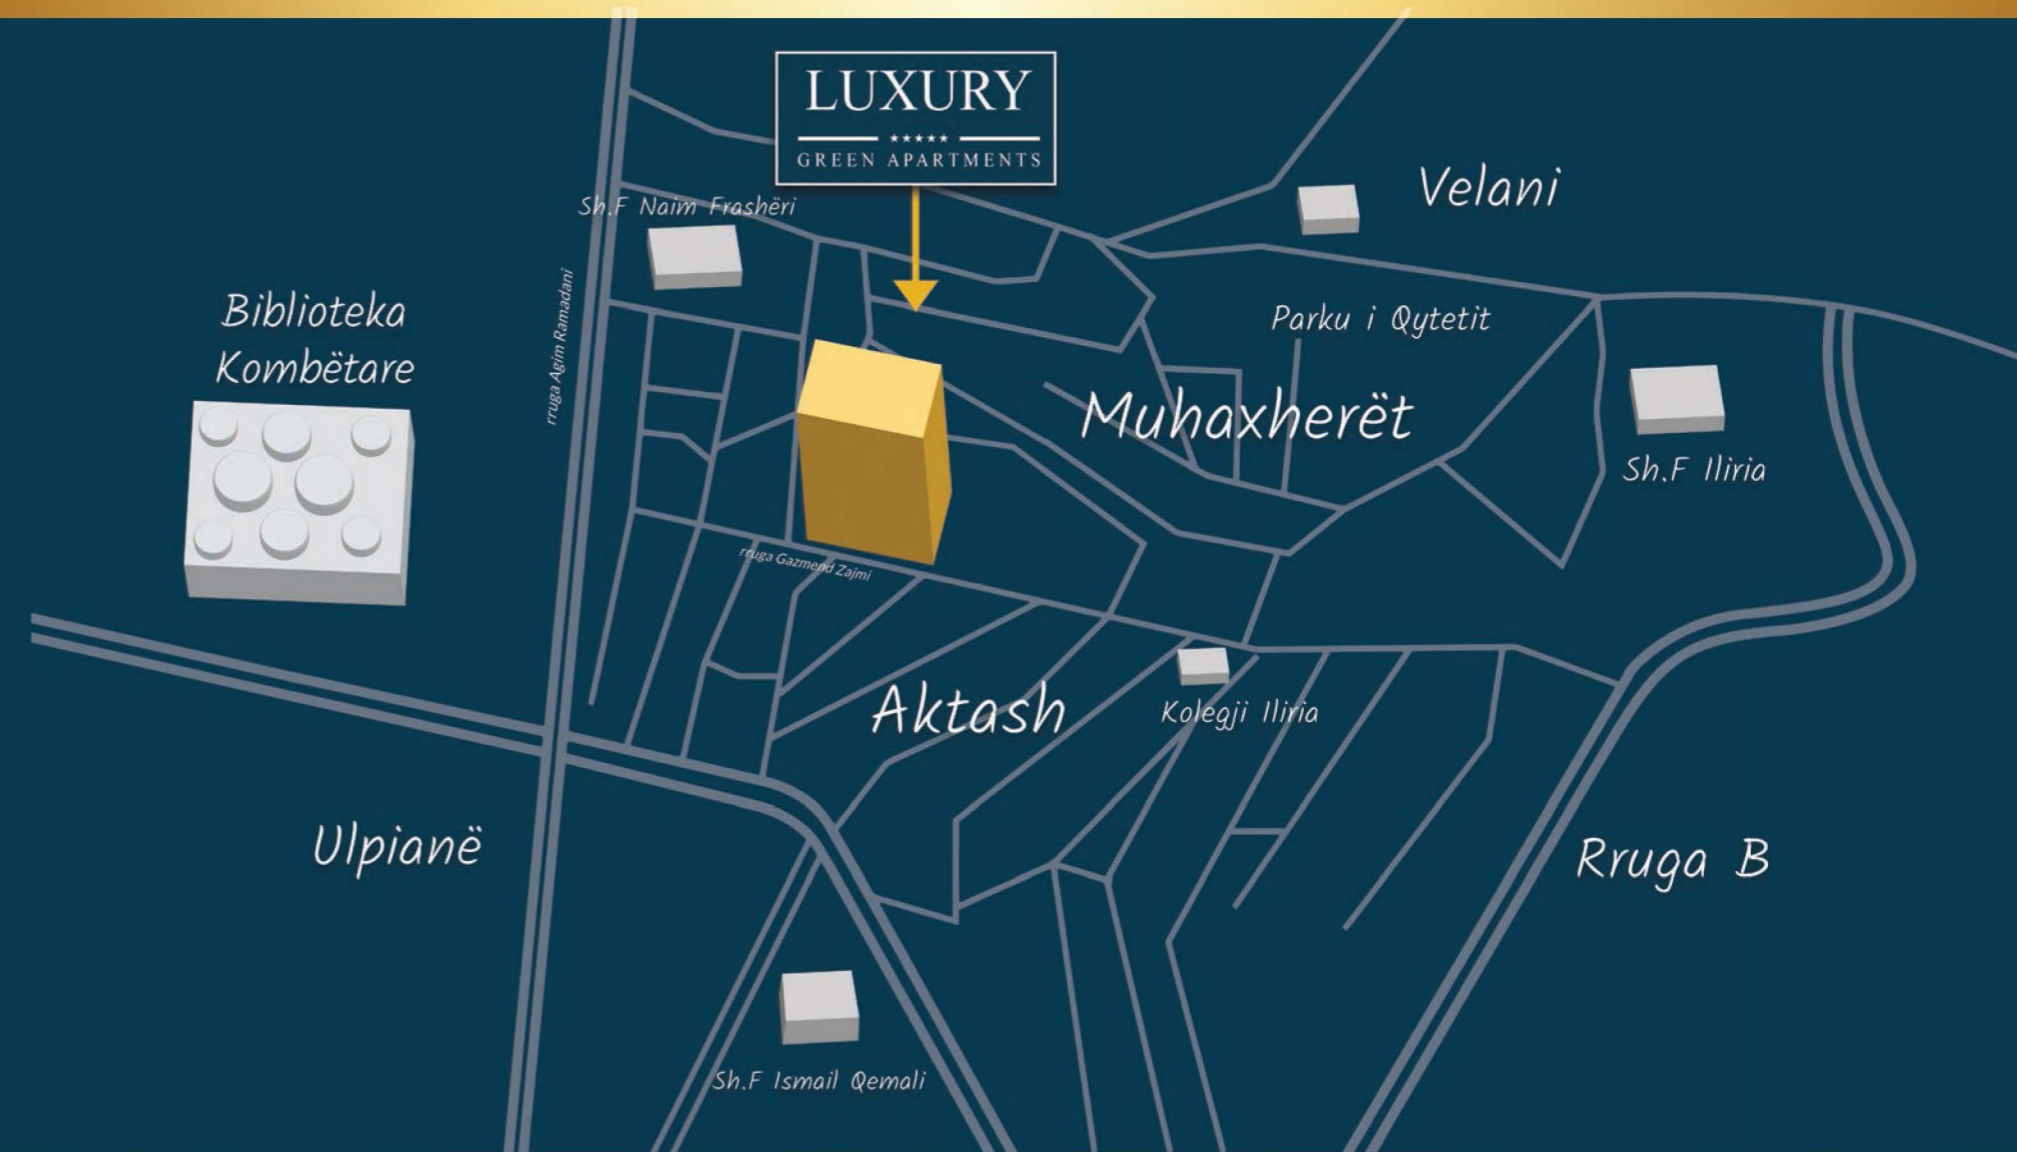 LUXURY
★★★★★
GREEN APARTMENTS
Velani
Sh.F Naim Frashëri
Biblioteka
Kombëtare
rruga Agim Ramadani
Parku i Qytetit
Muhaxherët
Sh.F Iliria
rruga Gazmend Zajmi
Aktash
Kolegji Iliria
Ulpianë
Rruga B
Sh.F Ismail Qemali